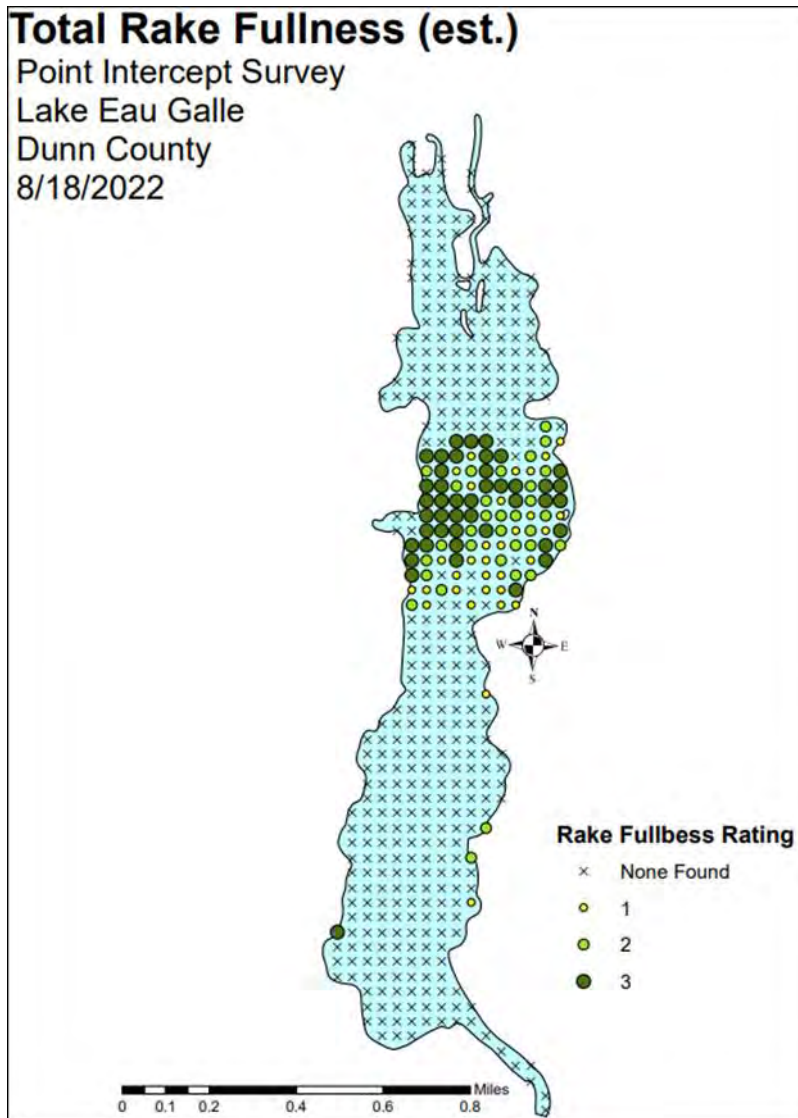 Total Rake Fullness (est.)
Point Intercept Survey
Lake Eau Galle
Dunn County
8/18/2022
N
W E
S
Rake Fullbess Rating
None Found
1
2
3
Miles
0 0.1 0.2 0.4 0.6 0.8